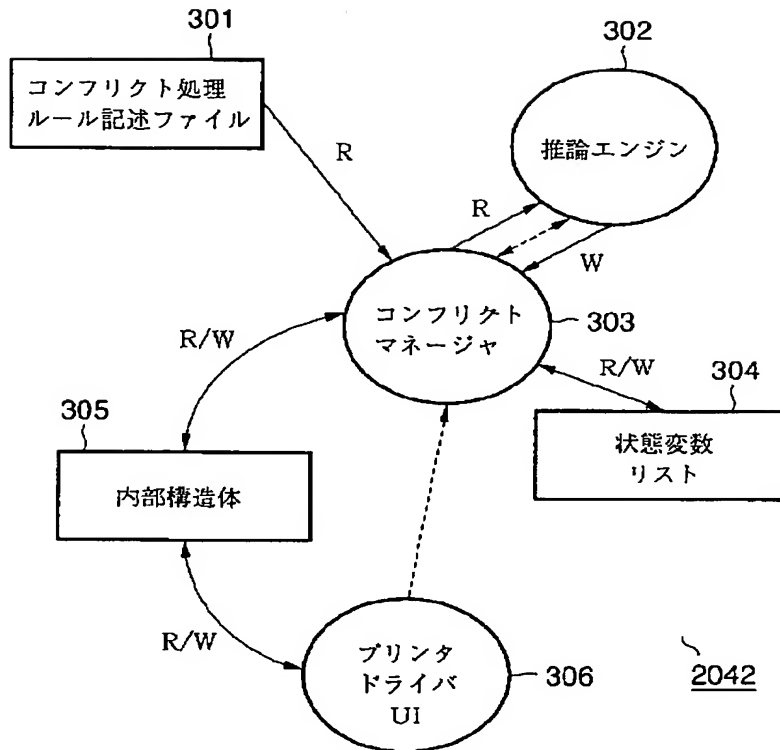 301
コンフリクト処理
ルール記述ファイル
302
推論エンジン
R
R
W
コンフリクト
マネージャ
303
R/W
R/W
304
状態変数
リスト
305
内部構造体
R/W
プリンタ
ドライバ
UI
306
2042